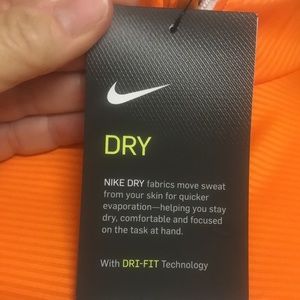 DRY
NIKE DRY fabrics move sweat
from your skin for quicker
evaporation—helping you stay
dry, comfortable and focused
on the task at hand.
With DRI-FIT Technology